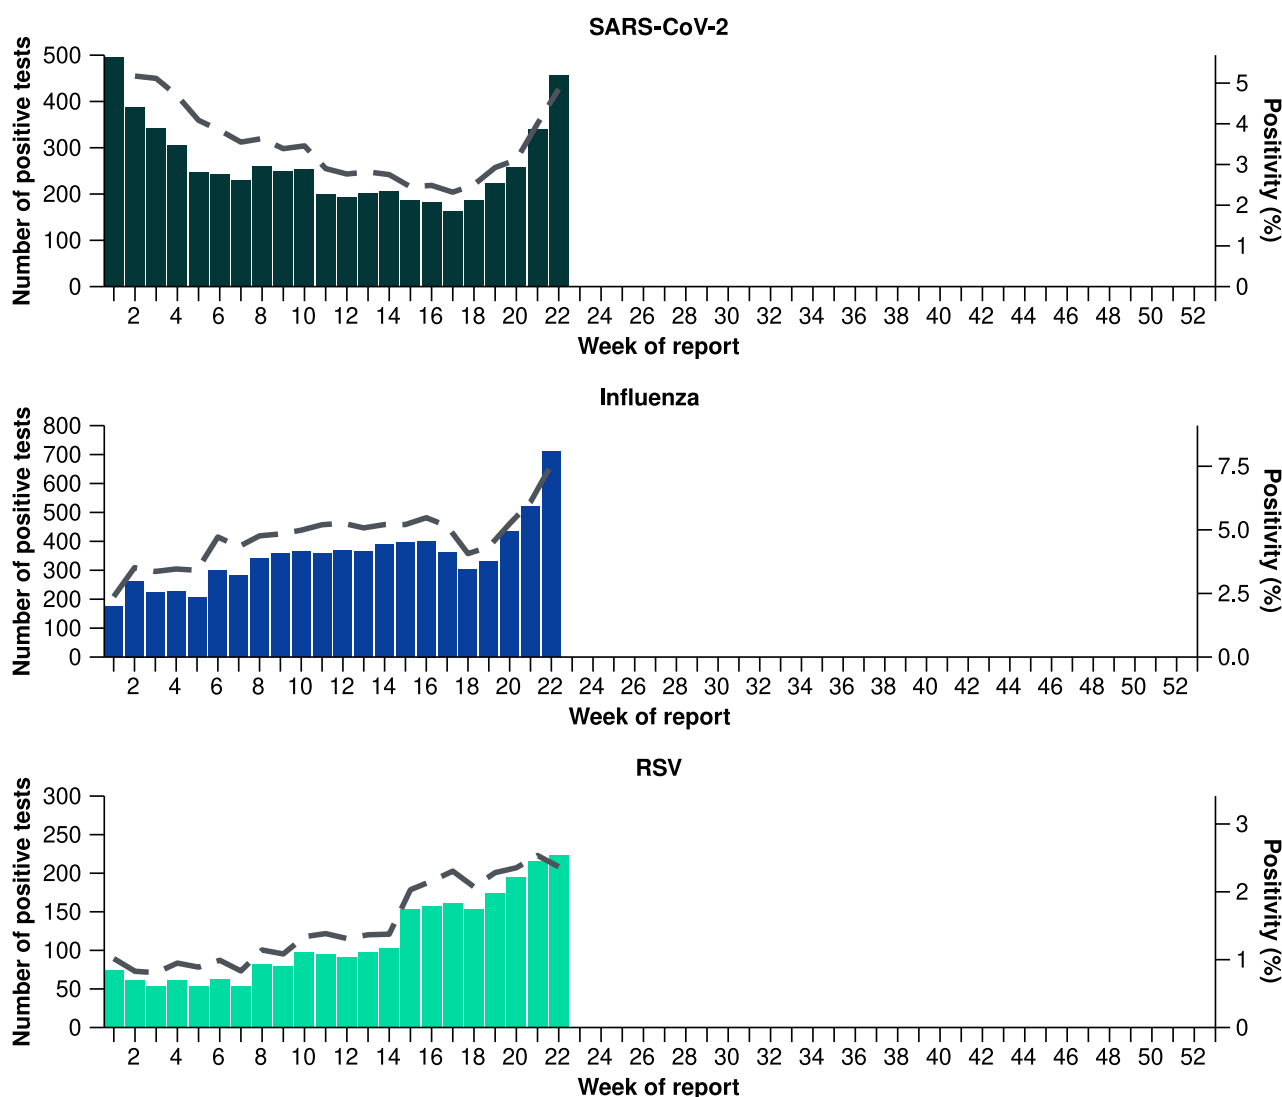 SARS-CoV-2
Number of positive tests
500
400
300
200
100
0
5
4
3
2
1
0
Positivity (%)
2 4 6 8 10 12 14 16 18 20 22 24 26 28 30 32 34 36 38 40 42 44 46 48 50 52
Week of report
Influenza
Number of positive tests
800
700
600
500
400
300
200
100
0
7.5
5.0
2.5
0.0
Positivity (%)
2 4 6 8 10 12 14 16 18 20 22 24 26 28 30 32 34 36 38 40 42 44 46 48 50 52
Week of report
RSV
Number of positive tests
300
250
200
150
100
50
0
3
2
1
0
Positivity (%)
2 4 6 8 10 12 14 16 18 20 22 24 26 28 30 32 34 36 38 40 42 44 46 48 50 52
Week of report